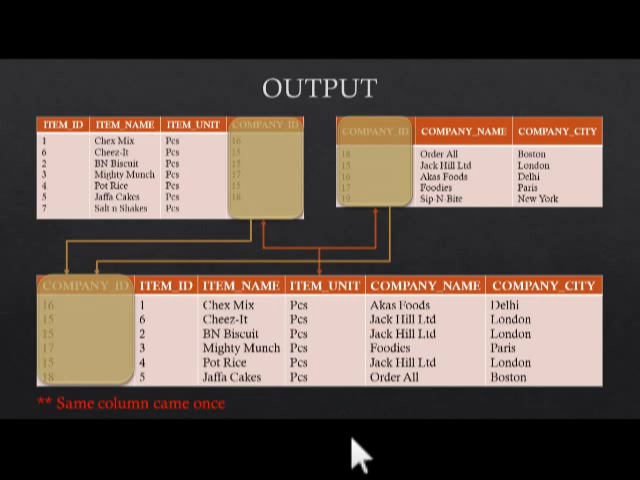 OUTPUT
ITEM_ID ITEM_NAME ITEM_UNIT COMPANY_ID
1 Chex Mix Pcs 16
6 Cheez-It Pcs 15
2 BN Biscuit Pcs 15
3 Mighty Munch Pcs 17
4 Pot Rice Pcs 15
5 Jaffa Cakes Pcs 18
7 Salt n Shakes Pcs
COMPANY_ID COMPANY_NAME COMPANY_CITY
18 Order All Boston
15 Jack Hill Ltd London
16 Akas Foods Delhi
17 Foodies Paris
19 Sip-N-Bite New York
COMPANY_ID ITEM_ID ITEM_NAME ITEM_UNIT COMPANY_NAME COMPANY_CITY
16 1 Chex Mix Pcs Akas Foods Delhi
15 6 Cheez-It Pcs Jack Hill Ltd London
15 2 BN Biscuit Pcs Jack Hill Ltd London
17 3 Mighty Munch Pcs Foodies Paris
15 4 Pot Rice Pcs Jack Hill Ltd London
18 5 Jaffa Cakes Pcs Order All Boston
** Same column came once